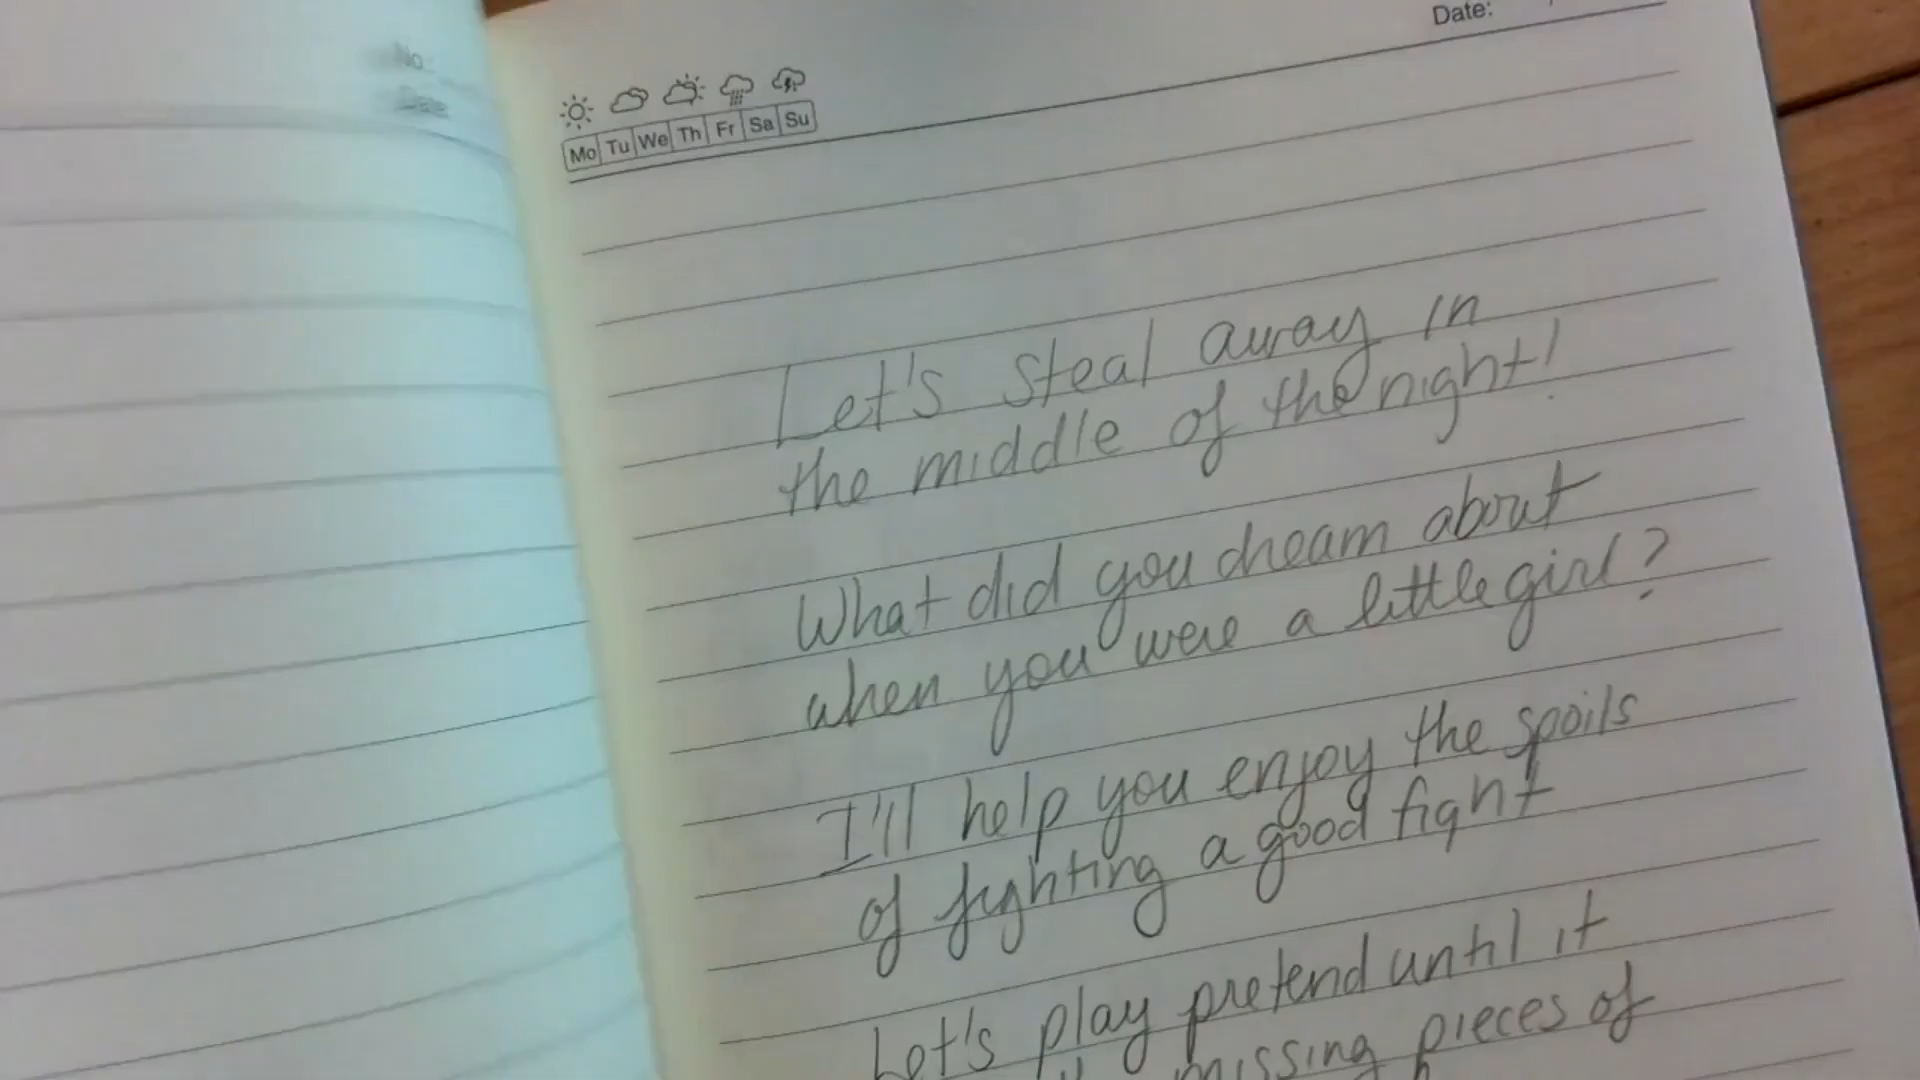 No.
Date
Date:
Mo Tu We Th Fr Sa Su
Let's steal away in
the middle of the night!
What did you dream about
when you were a little girl?
I'll help you enjoy the spoils
of fighting a good fight
Let's play pretend until it
missing pieces of